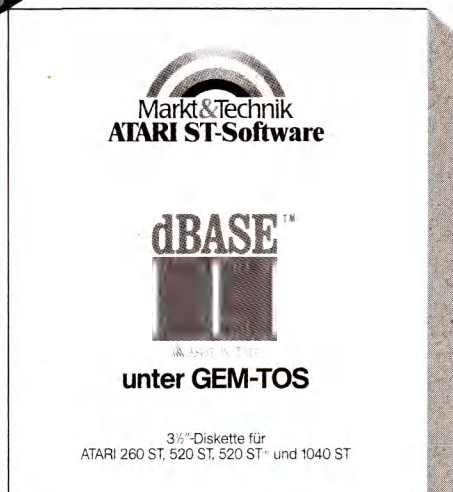 Markt&Technik
ATARI ST-Software
dBASE™
unter GEM-TOS
3½"-Diskette für
ATARI 260 ST, 520 ST, 520 ST+ und 1040 ST